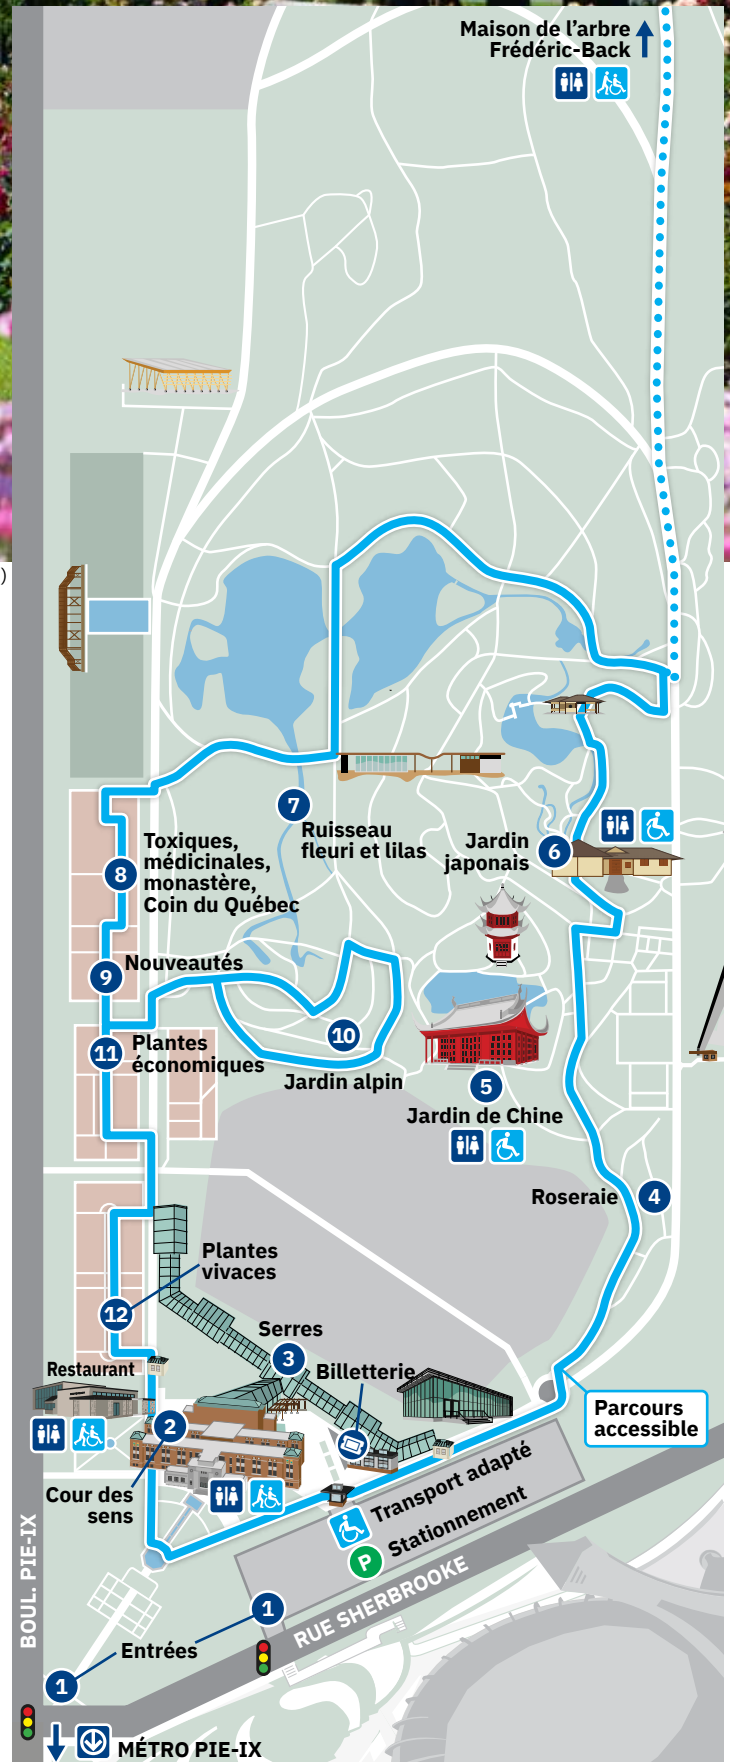 Maison de l'arbre
Frédéric-Back
)
7
Ruisseau
fleuri et lilas
Jardin
japonais
6
8
Toxiques,
médicinales,
monastère,
Coin du Québec
9
Nouveautés
10
Jardin alpin
11
Plantes
économiques
5
Jardin de Chine
Roseraie
4
Plantes
vivaces
12
Serres
3
Billetterie
Restaurant
2
Parcours
accessible
Cour des
sens
Transport adapté
P
Stationnement
BOUL. PIE-IX
RUE SHERBROOKE
1
Entrées
1
MÉTRO PIE-IX